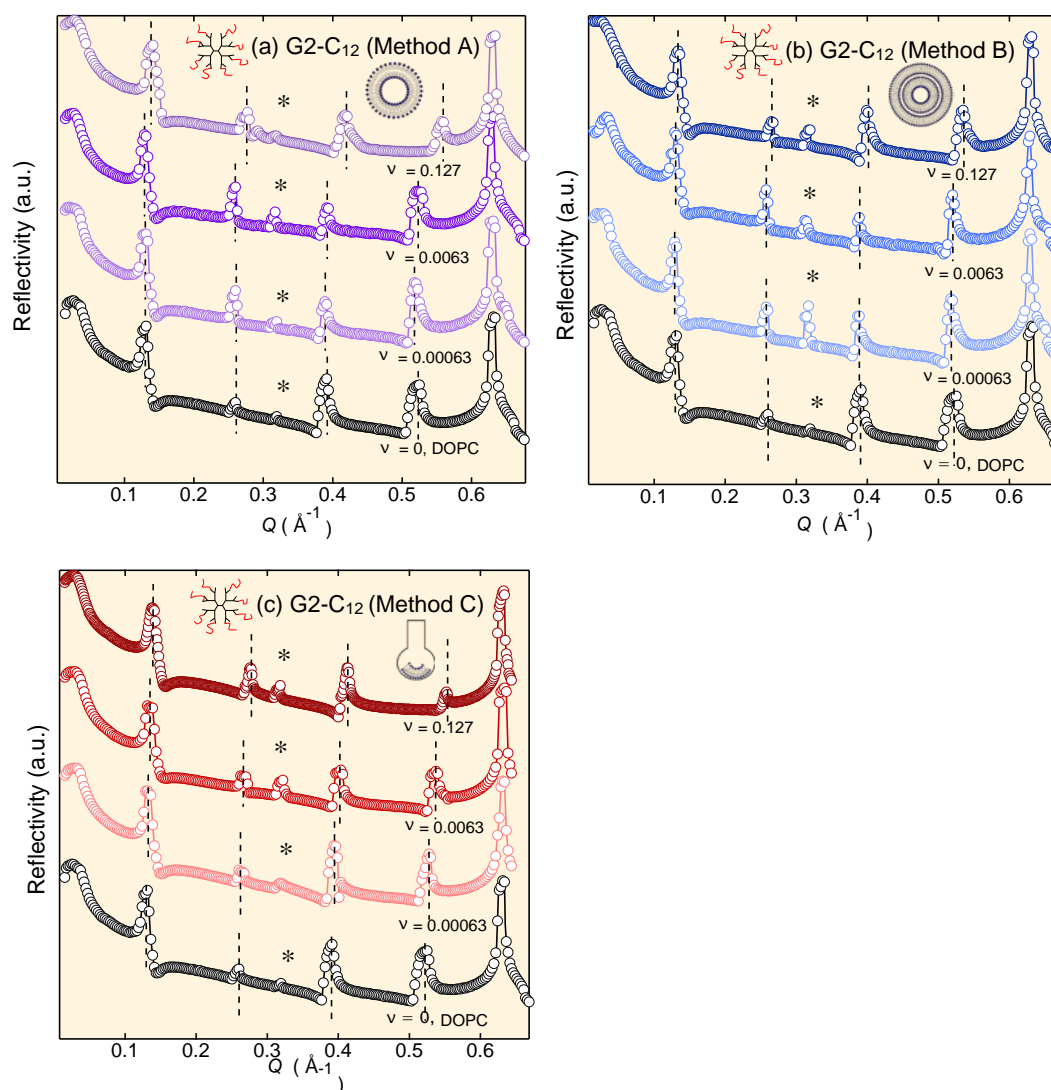 (a) G2-C12 (Method A)
*
ν = 0.127
*
ν = 0.0063
*
ν = 0.00063
*
ν = 0, DOPC
Reflectivity (a.u.)
0.1 0.2 0.3 0.4 0.5 0.6
Q ( Å-1
)
(b) G2-C12 (Method B)
*
ν = 0.127
*
ν = 0.0063
*
ν = 0.00063
*
ν = 0, DOPC
Reflectivity (a.u.)
0.1 0.2 0.3 0.4 0.5 0.6
Q ( Å-1
)
(c) G2-C12 (Method C)
*
ν = 0.127
*
ν = 0.0063
*
ν = 0.00063
*
ν = 0, DOPC
Reflectivity (a.u.)
0.1 0.2 0.3 0.4 0.5 0.6
Q ( Å-1
)